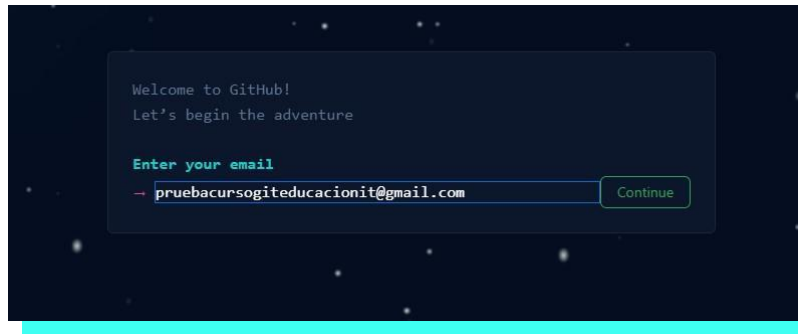 Welcome to GitHub!
Let’s begin the adventure
Enter your email
→ pruebacursogiteducacionit@gmail.com Continue